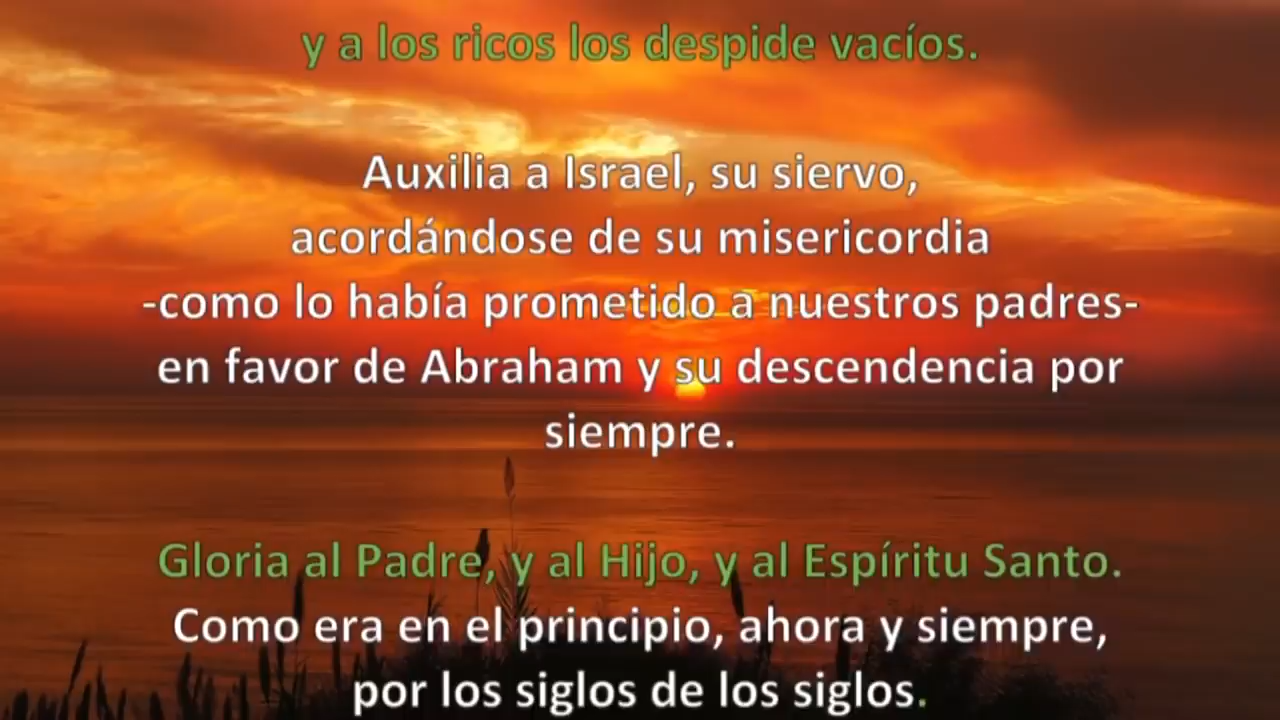 y a los ricos los despide vacíos.
Auxilia a Israel, su siervo,
acordándose de su misericordia
-como lo había prometido a nuestros padres-
en favor de Abraham y su descendencia por
siempre.
Gloria al Padre, y al Hijo, y al Espíritu Santo.
Como era en el principio, ahora y siempre,
por los siglos de los siglos.